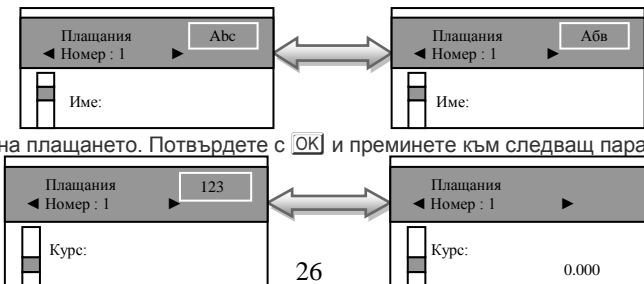 Плащания Abc
◄ Номер : 1 ►
Име:
Плащания Абв
◄ Номер : 1 ►
Име:
на плащането. Потвърдете с OK и преминете към следващ пара
Плащания 123
◄ Номер : 1 ►
Курс:
Плащания
◄ Номер : 1 ►
Курс:
0.000
26